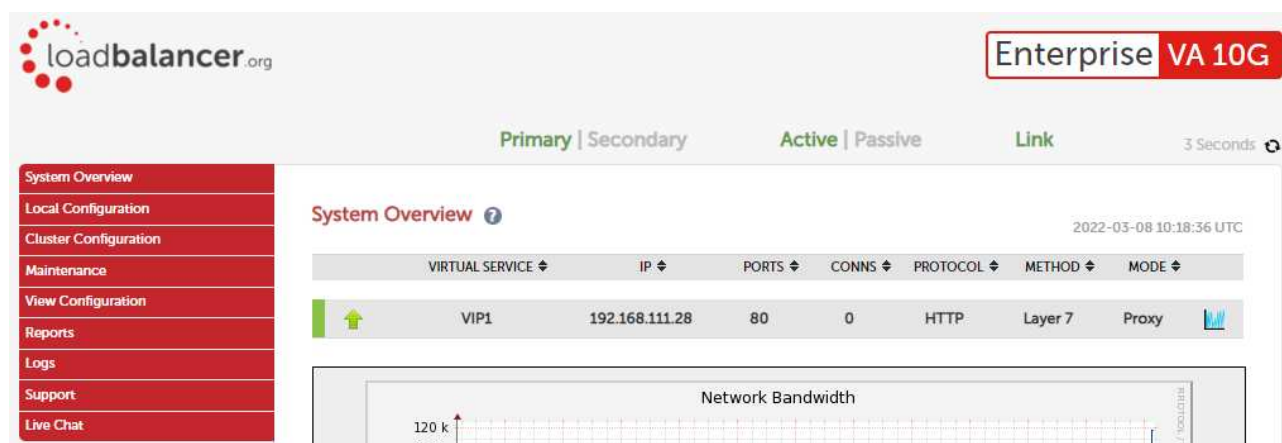 loadbalancer.org
Enterprise VA 10G
Primary | Secondary Active | Passive Link 3 Seconds
System Overview
Local Configuration
Cluster Configuration
Maintenance
View Configuration
Reports
Logs
Support
Live Chat
System Overview ?
2022-03-08 10:18:36 UTC
VIRTUAL SERVICE IP PORTS CONNS PROTOCOL METHOD MODE
VIP1 192.168.111.28 80 0 HTTP Layer 7 Proxy
Network Bandwidth
120 k